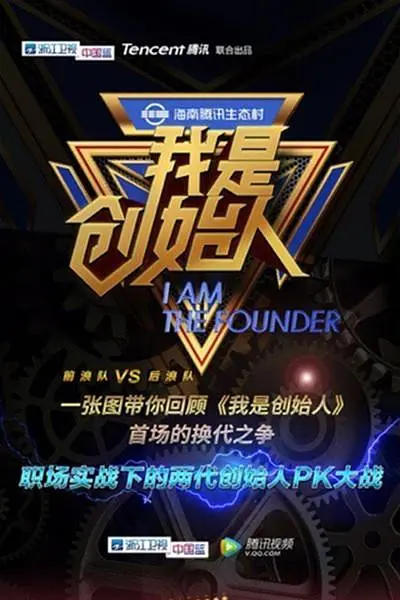 浙江卫视 中国蓝 Tencent 腾讯 联合出品
海南腾讯生态村
我是
创始人
I AM
THE FOUNDER
前浪队 VS 后浪队
一张图带你回顾《我是创始人》
首场的换代之争
职场实战下的两代创始人PK大战
浙江卫视 中国蓝 腾讯视频
V.QQ.COM